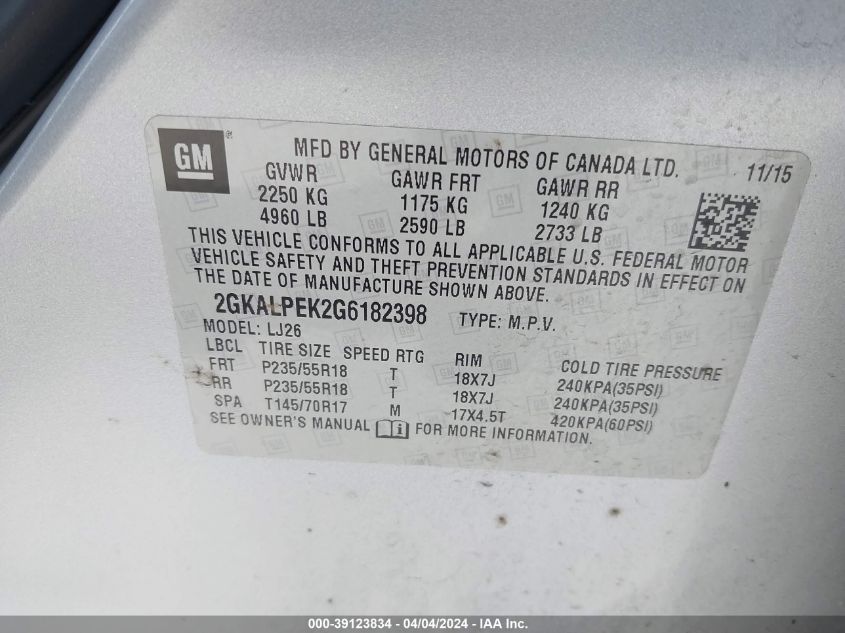 GM ® MFD BY GENERAL MOTORS OF CANADA LTD. 11/15
GVWR GAWR FRT GAWR RR
2250 KG 1175 KG 1240 KG
4960 LB 2590 LB 2733 LB
THIS VEHICLE CONFORMS TO ALL APPLICABLE U.S. FEDERAL MOTOR
VEHICLE SAFETY AND THEFT PREVENTION STANDARDS IN EFFECT ON
THE DATE OF MANUFACTURE SHOWN ABOVE.
2GKALPEK2G6182398 TYPE: M.P.V.
MODEL: LJ26
LBCL TIRE SIZE SPEED RTG RIM COLD TIRE PRESSURE
FRT P235/55R18 T 18X7J 240KPA(35PSI)
RR P235/55R18 T 18X7J 240KPA(35PSI)
SPA T145/70R17 M 17X4.5T 420KPA(60PSI)
SEE OWNER'S MANUAL FOR MORE INFORMATION.
000-39123834 - 04/04/2024 - IAA Inc.